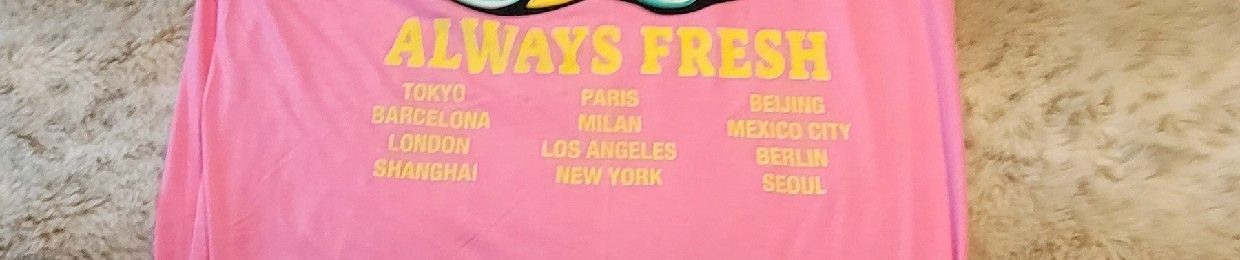 ALWAYS FRESH
TOKYO
BARCELONA
LONDON
SHANGHAI
PARIS
MILAN
LOS ANGELES
NEW YORK
BEIJING
MEXICO CITY
BERLIN
SEOUL